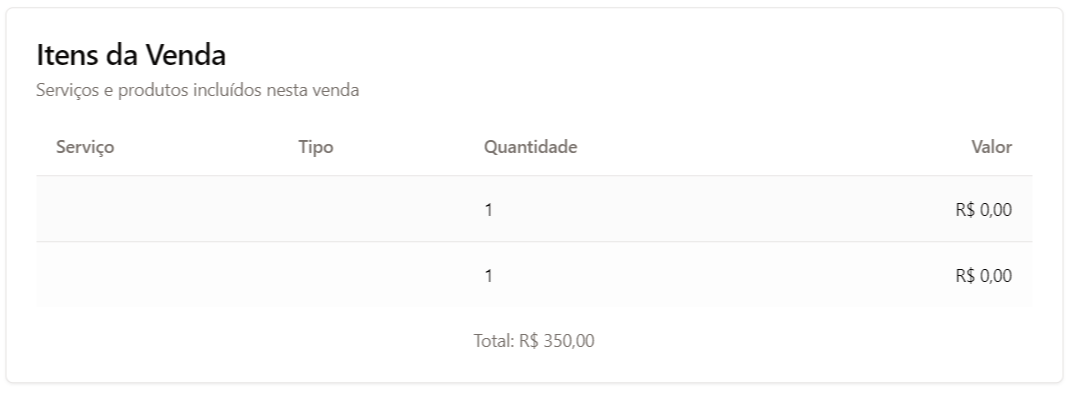 Itens da Venda
Serviços e produtos incluídos nesta venda
Serviço Tipo Quantidade Valor
1 R$ 0,00
1 R$ 0,00
Total: R$ 350,00